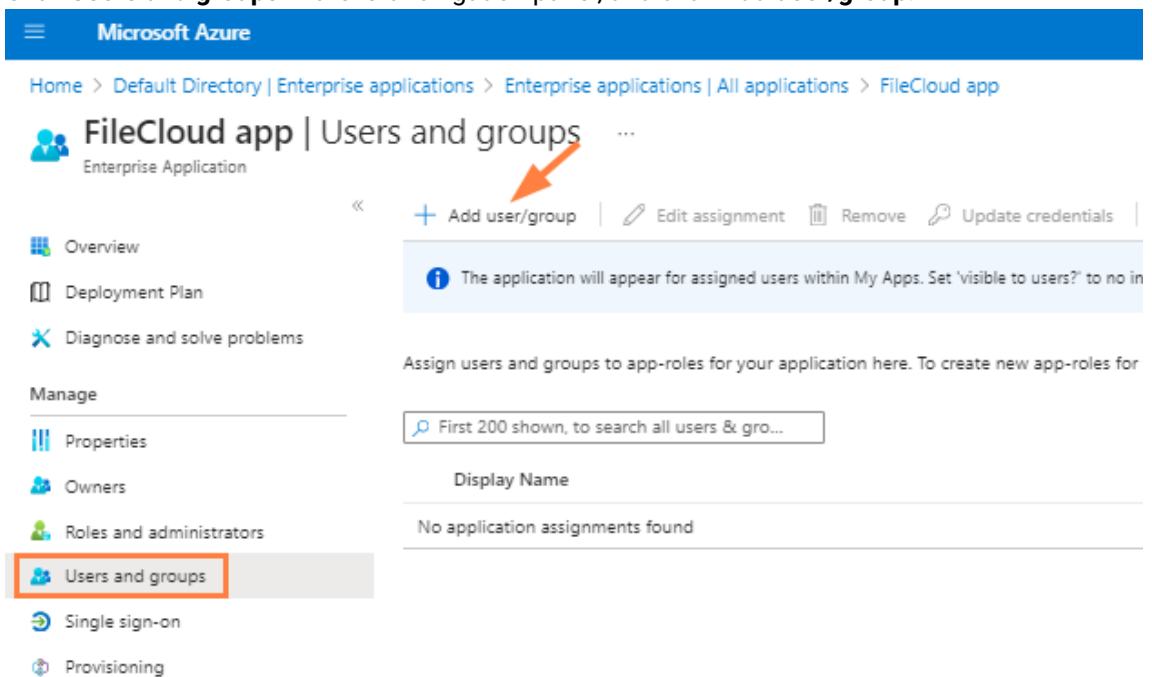 Microsoft Azure
Home > Default Directory | Enterprise applications > Enterprise applications | All applications > FileCloud app
FileCloud app | Users and groups ...
Enterprise Application
«
+ Add user/group | Edit assignment Remove Update credentials |
Overview
The application will appear for assigned users within My Apps. Set 'visible to users?' to no in
Deployment Plan
Diagnose and solve problems
Assign users and groups to app-roles for your application here. To create new app-roles for
Manage
First 200 shown, to search all users & gro...
Properties
Display Name
Owners
No application assignments found
Roles and administrators
Users and groups
Single sign-on
Provisioning